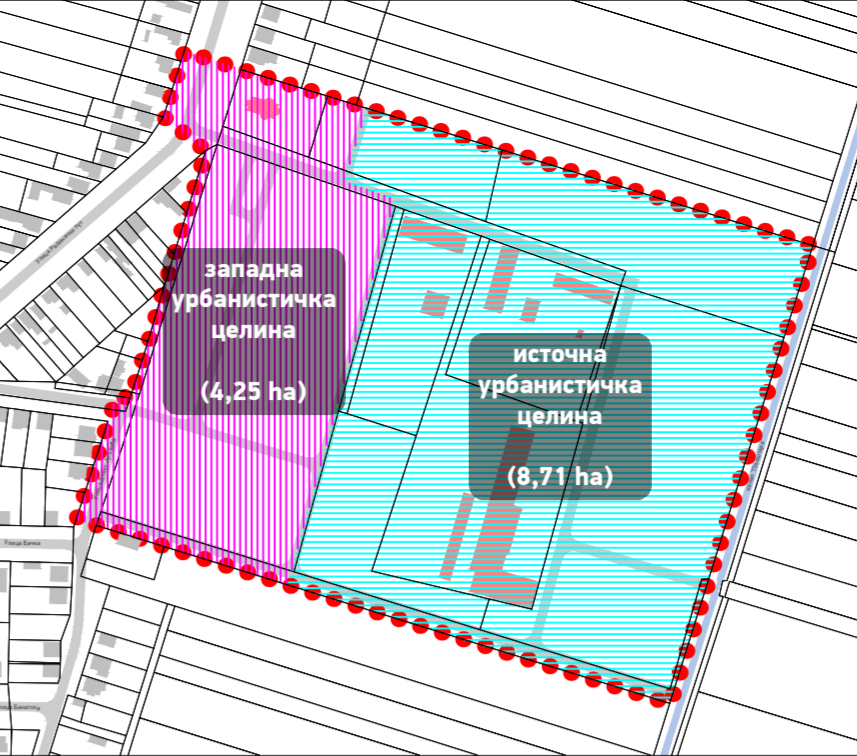 западна
урбанистичка
целина
(4,25 ha)
источна
урбанистичка
целина
(8,71 ha)
Улица Бачка